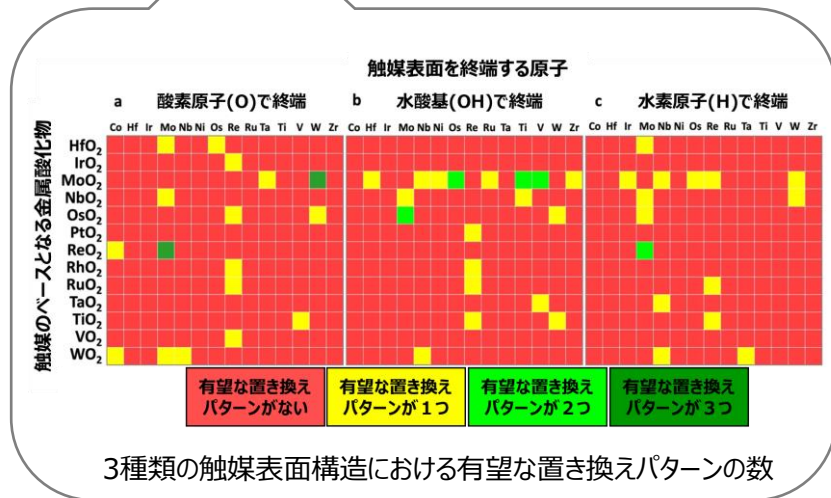 触媒表面を終端する原子
a 酸素原子(O)で終端 b 水酸基(OH)で終端 c 水素原子(H)で終端
Co Hf Ir Mo Nb Ni Os Re Ru Ta Ti V W Zr Co Hf Ir Mo Nb Ni Os Re Ru Ta Ti V W Zr Co Hf Ir Mo Nb Ni Os Re Ru Ta Ti V W Zr
触媒のベースとなる金属酸化物
HfO₂
IrO₂
MoO₂
NbO₂
OsO₂
PtO₂
ReO₂
RhO₂
RuO₂
TaO₂
TiO₂
VO₂
WO₂
有望な置き換え 有望な置き換え 有望な置き換え 有望な置き換え
パターンがない パターンが1つ パターンが2つ パターンが3つ
3種類の触媒表面構造における有望な置き換えパターンの数